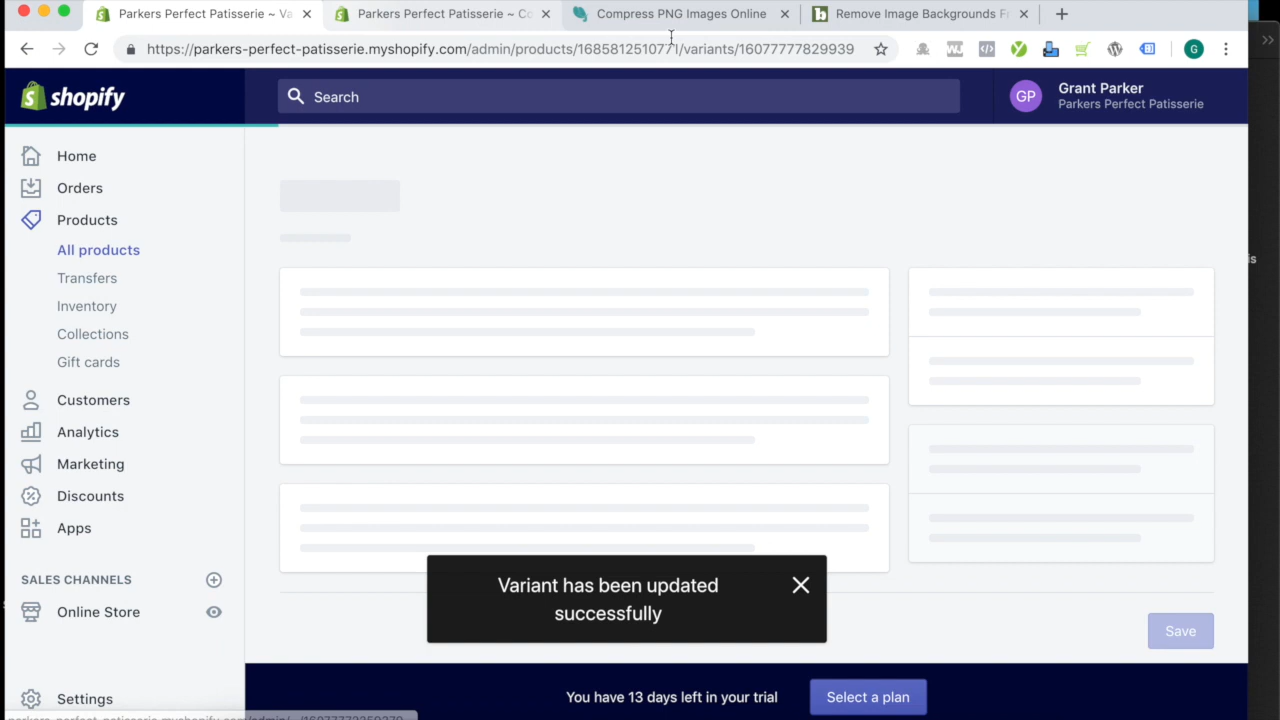 Parkers Perfect Patisserie ~ Va
Parkers Perfect Patisserie ~ Co
Compress PNG Images Online
Remove Image Backgrounds F
https://parkers-perfect-patisserie.myshopify.com/admin/products/1685812510771/variants/16077777829939
G
shopify
Search
GP
Grant Parker
Parkers Perfect Patisserie
Home
Orders
Products
All products
Transfers
Inventory
Collections
Gift cards
Customers
Analytics
Marketing
Discounts
Apps
SALES CHANNELS
Online Store
Settings
Variant has been updated
successfully
Save
You have 13 days left in your trial
Select a plan
is